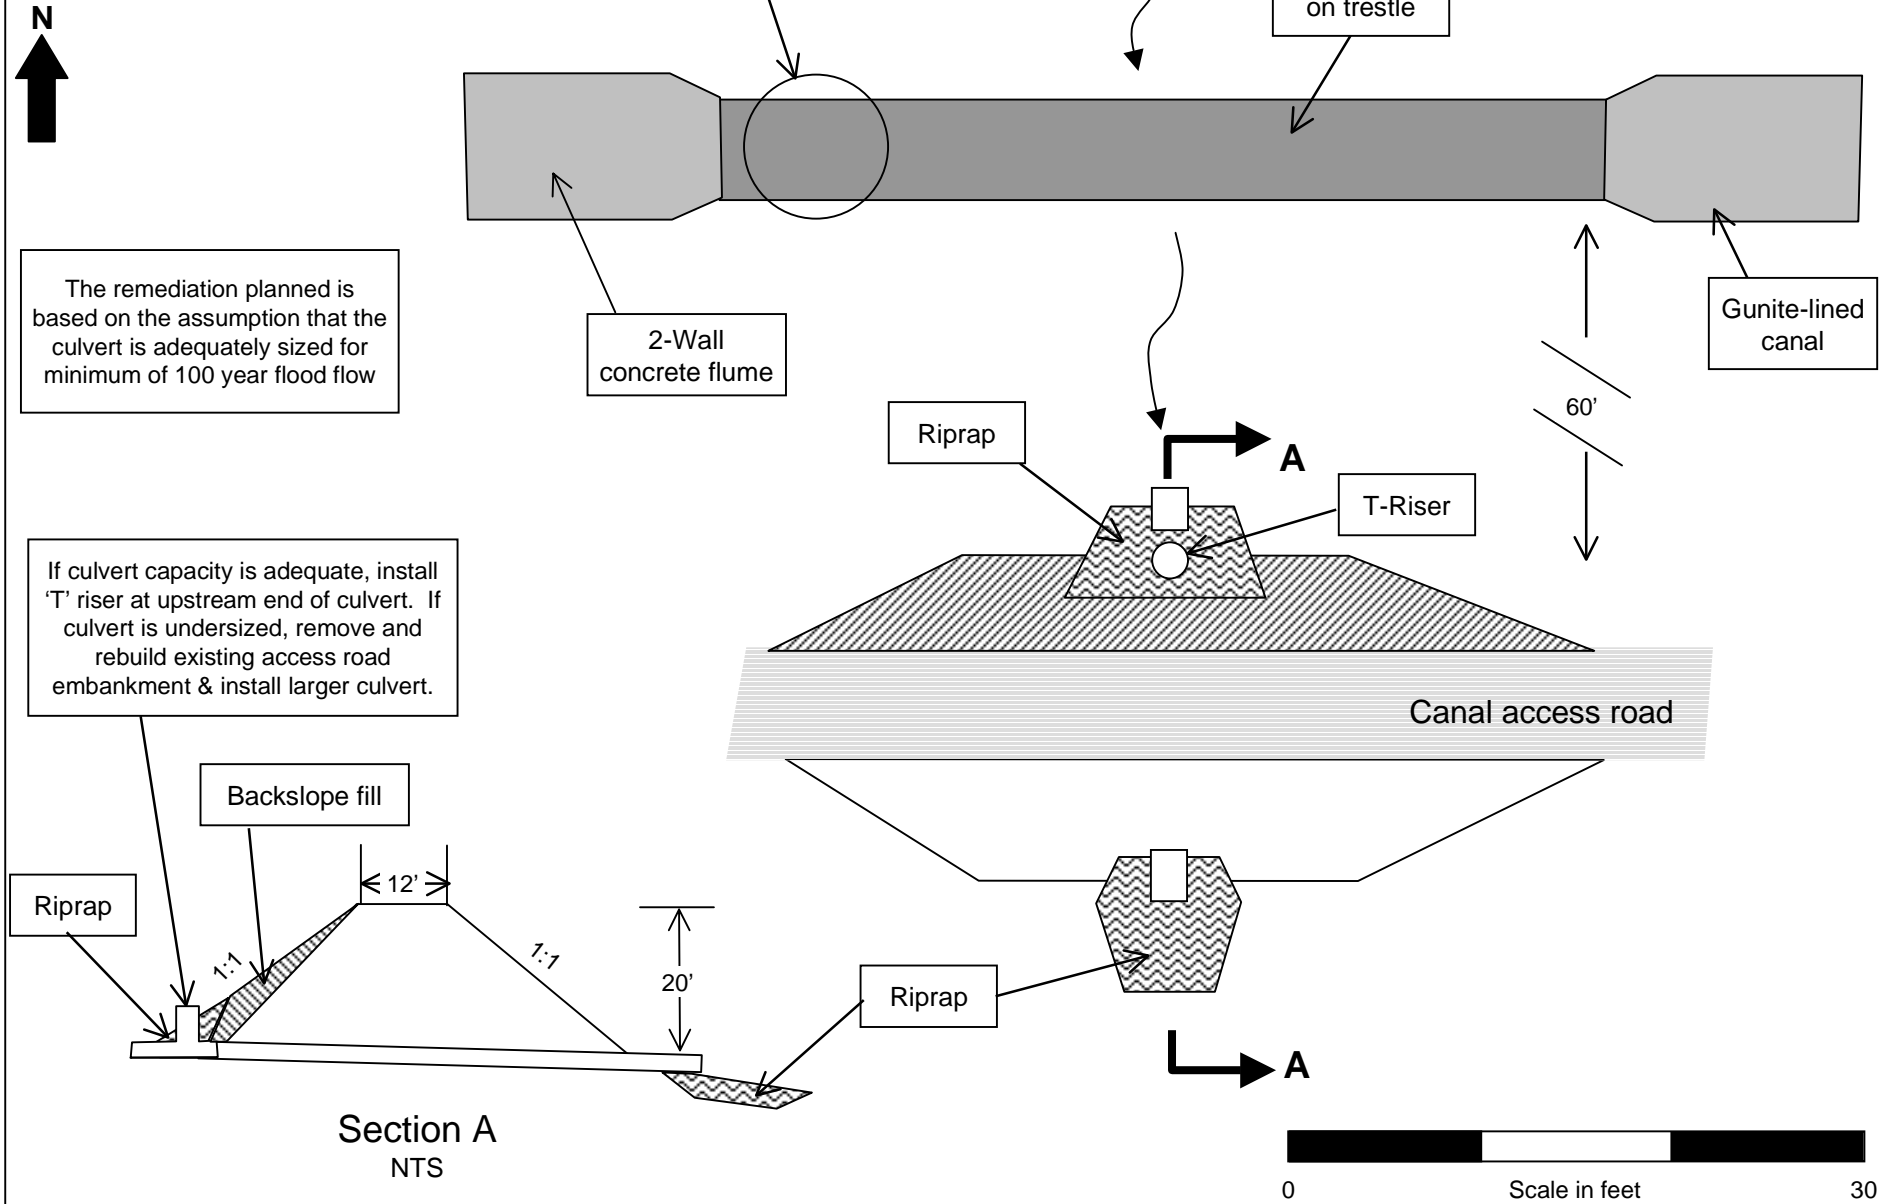 N
on trestle
The remediation planned is
based on the assumption that the
culvert is adequately sized for
minimum of 100 year flood flow
2-Wall
concrete flume
Gunite-lined
canal
60’
Riprap
A
T-Riser
If culvert capacity is adequate, install
‘T’ riser at upstream end of culvert. If
culvert is undersized, remove and
rebuild existing access road
embankment & install larger culvert.
Canal access road
Backslope fill
Riprap
12’
1:1
1:1
20’
Riprap
A
Section A
NTS
0
Scale in feet
30